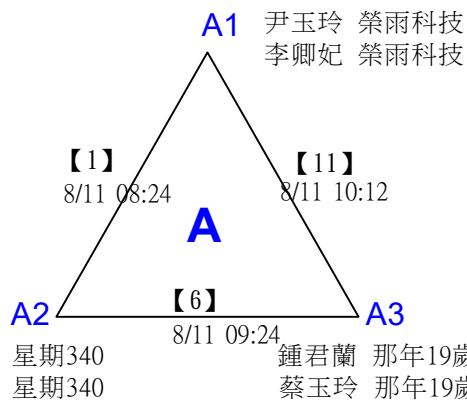 A1
尹玉玲 榮雨科技
李卿妃 榮雨科技
【1】
8/11 08:24
【11】
8/11 10:12
A
【6】
8/11 09:24
A2
A3
星期340
星期340
鍾君蘭 那年19歲
蔡玉玲 那年19歲